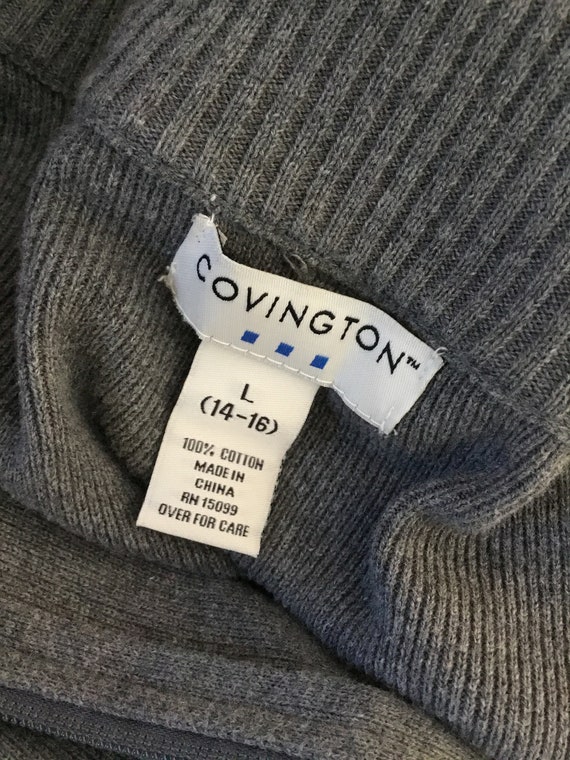 COVINGTON™
L
(14-16)
100% COTTON
MADE IN
CHINA
RN 15099
OVER FOR CARE